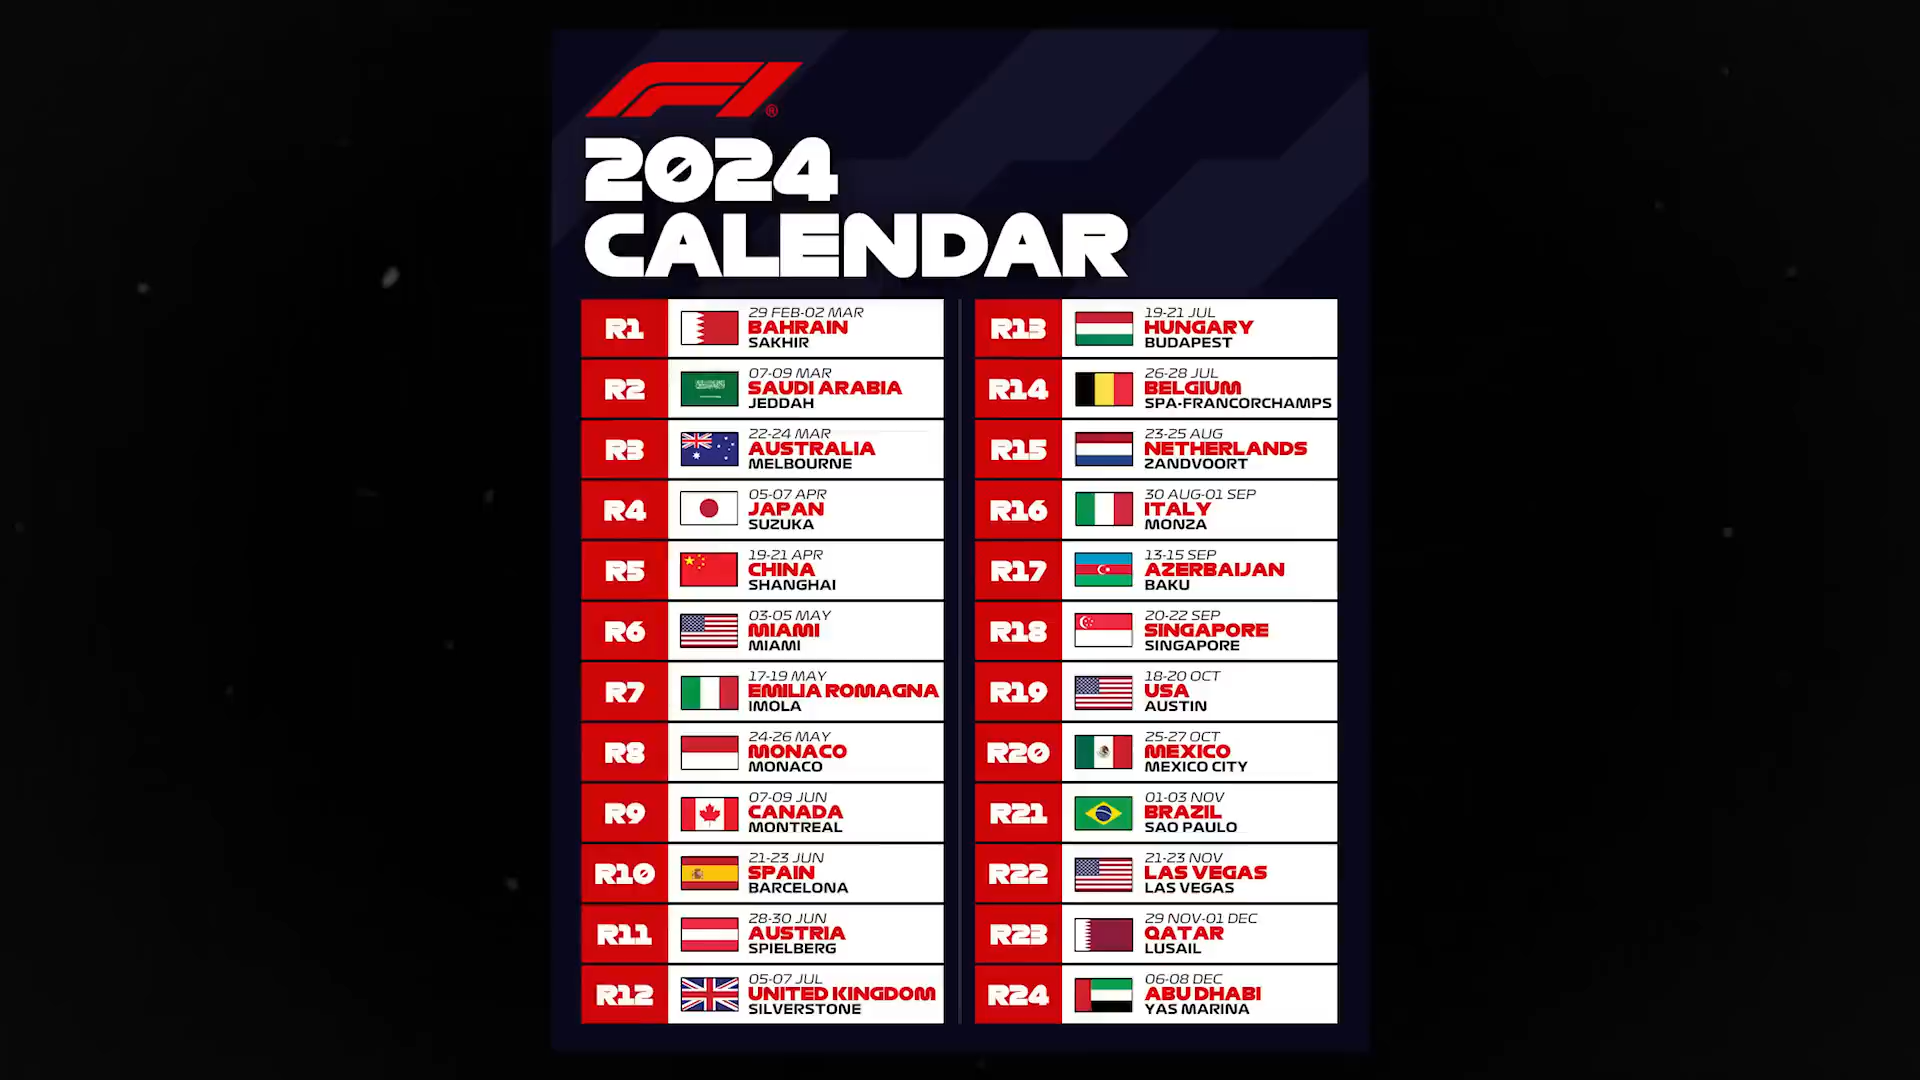 F1®
2024
CALENDAR
R1
29 FEB-02 MAR
BAHRAIN
SAKHIR
R2
07-09 MAR
SAUDI ARABIA
JEDDAH
R3
22-24 MAR
AUSTRALIA
MELBOURNE
R4
05-07 APR
JAPAN
SUZUKA
R5
19-21 APR
CHINA
SHANGHAI
R6
03-05 MAY
MIAMI
MIAMI
R7
17-19 MAY
EMILIA ROMAGNA
IMOLA
R8
24-26 MAY
MONACO
MONACO
R9
07-09 JUN
CANADA
MONTREAL
R10
21-23 JUN
SPAIN
BARCELONA
R11
28-30 JUN
AUSTRIA
SPIELBERG
R12
05-07 JUL
UNITED KINGDOM
SILVERSTONE
R13
19-21 JUL
HUNGARY
BUDAPEST
R14
26-28 JUL
BELGIUM
SPA-FRANCORCHAMPS
R15
23-25 AUG
NETHERLANDS
ZANDVOORT
R16
30 AUG-01 SEP
ITALY
MONZA
R17
13-15 SEP
AZERBAIJAN
BAKU
R18
20-22 SEP
SINGAPORE
SINGAPORE
R19
18-20 OCT
USA
AUSTIN
R20
25-27 OCT
MEXICO
MEXICO CITY
R21
01-03 NOV
BRAZIL
SAO PAULO
R22
21-23 NOV
LAS VEGAS
LAS VEGAS
R23
29 NOV-01 DEC
QATAR
LUSAIL
R24
06-08 DEC
ABU DHABI
YAS MARINA